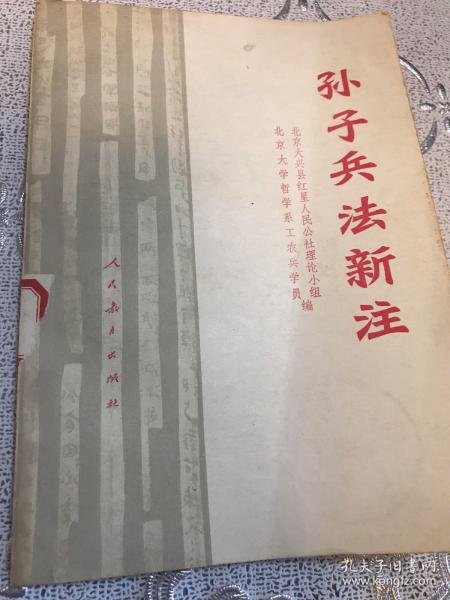 孙子兵法新注
北京大兴县红星人民公社理论小组
北京大学哲学系工农兵学员编
人民教育出版社
孔夫子旧书网
www.kongfz.com